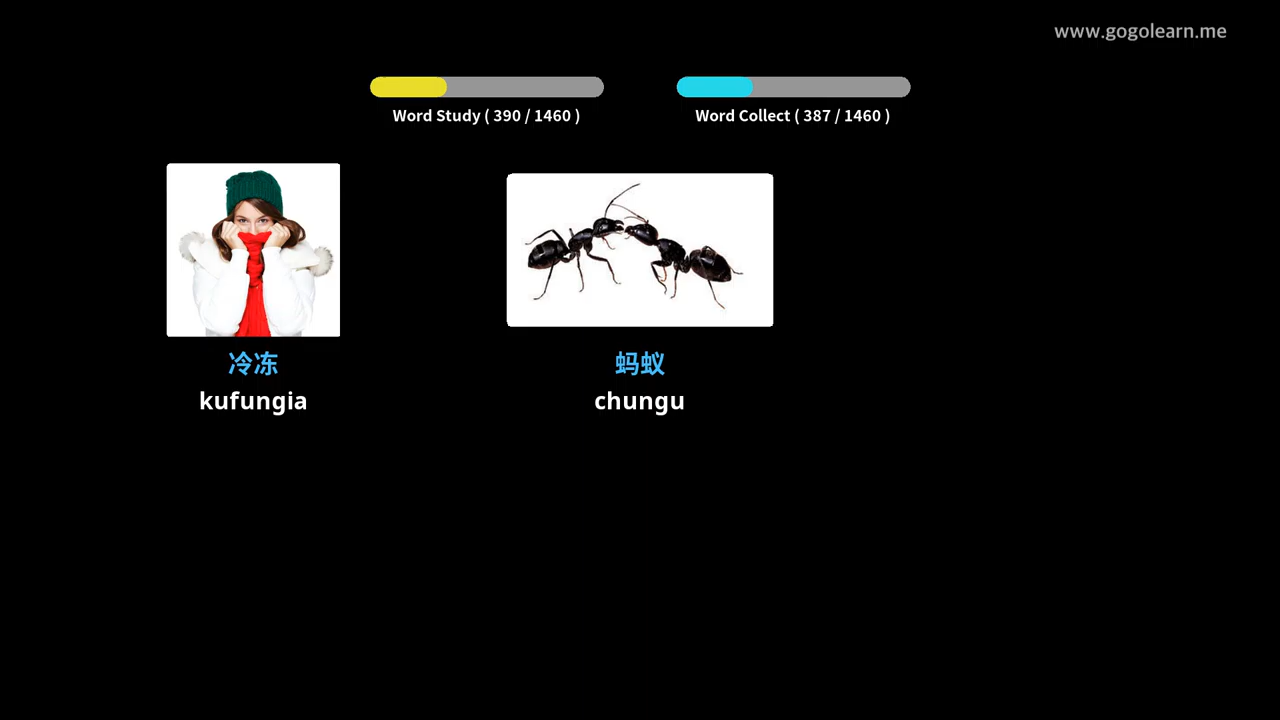 www.gogolearn.me
Word Study ( 390 / 1460 )
Word Collect ( 387 / 1460 )
冷冻
kufungia
蚂蚁
chungu